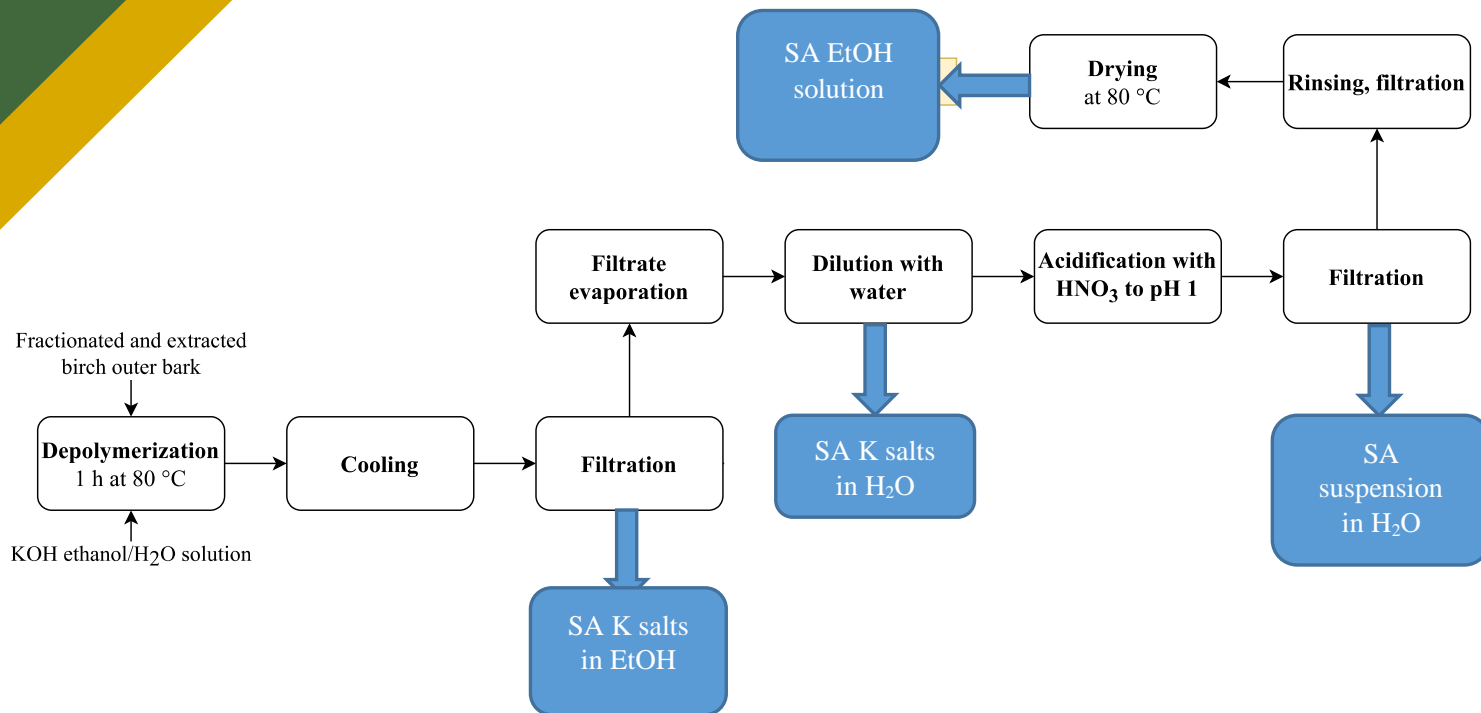 SA EtOH
solution
Drying
at 80 °C
Rinsing, filtration
Filtrate
evaporation
Dilution with
water
Acidification with
HNO₃ to pH 1
Filtration
Fractionated and extracted
birch outer bark
Depolymerization
1 h at 80 °C
KOH ethanol/H₂O solution
Cooling
Filtration
SA K salts
in H₂O
SA
suspension
in H₂O
SA K salts
in EtOH